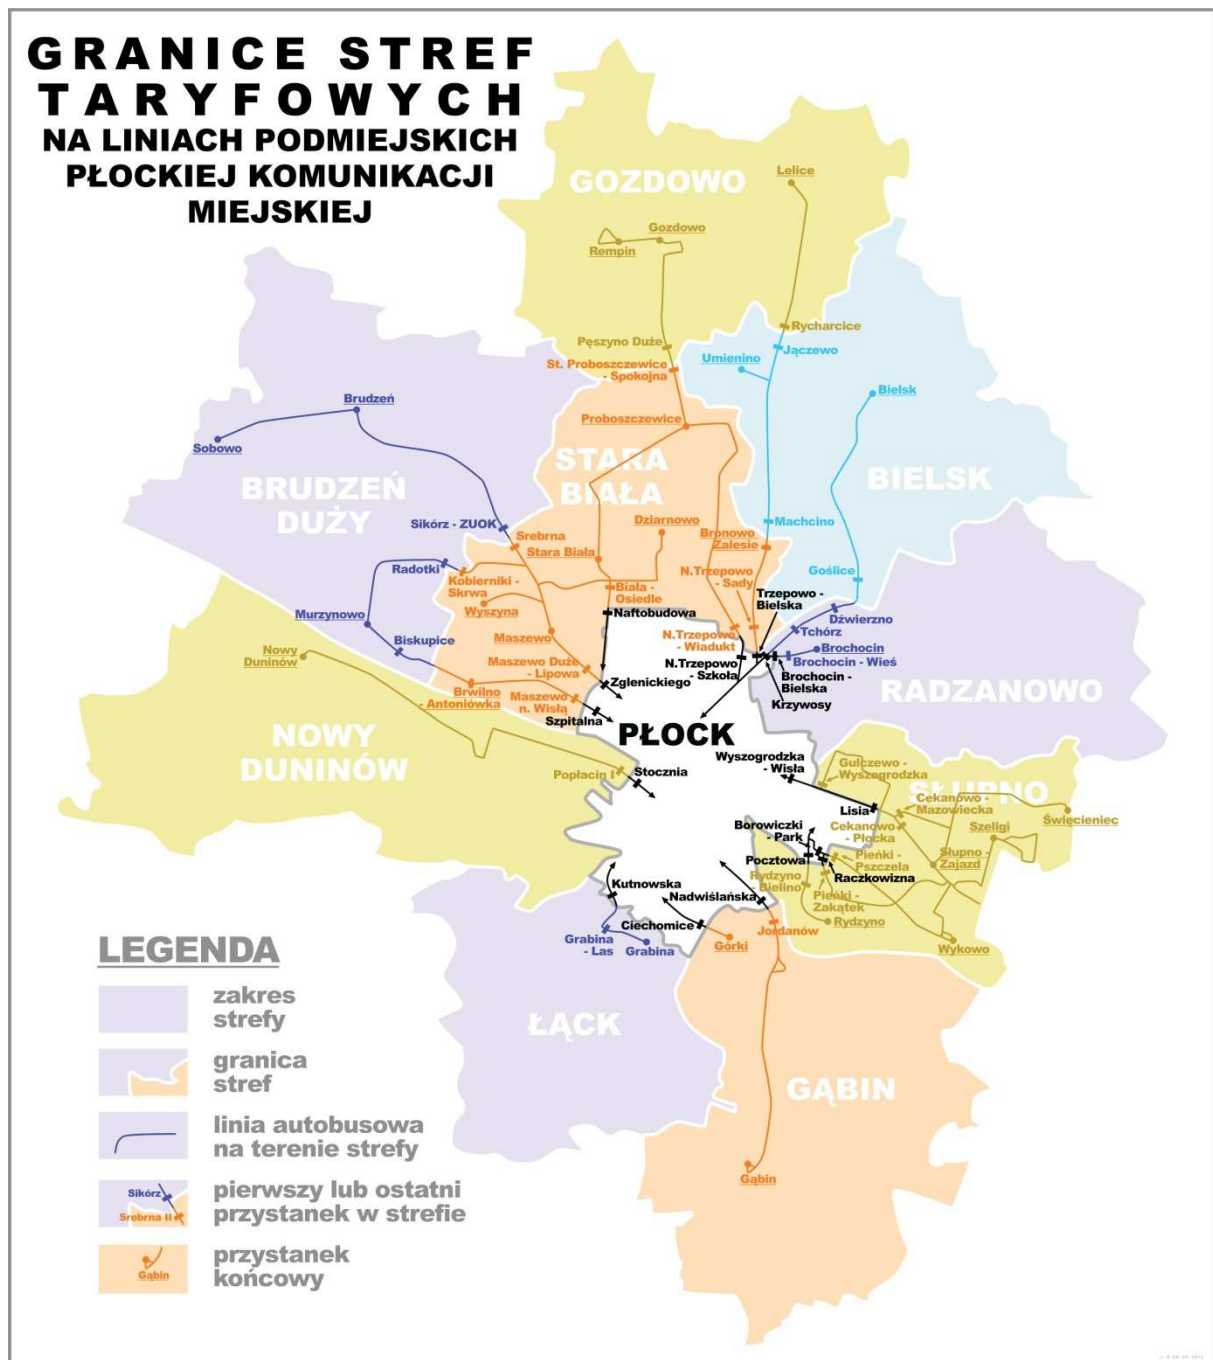 GRANICE STREF
TARYFOWYCH
NA LINIACH PODMIEJSKICH
PŁOCKIEJ KOMUNIKACJI
MIEJSKIEJ
GOZDOWO
Lelice
Gozdowo
Rempin
Rycharcice
Pęszyno Duże
Jączewo
St. Proboszczewice
- Spokojna
Umienino
Bielsk
Brudzeń
Sobowo
Proboszczewice
STARA
BIAŁA
BIELSK
BRUDZEŃ
DUŻY
Dziarnowo
Machcino
Sikórz - ZUOK
Srebrna
Stara Biała
Bronowo
Zalesie
Radotki
Kobierniki -
Skrwa
N.Trzepowo
- Sady
Goślice
Wyszyna
Biała -
Osiedle
Trzepowo -
Bielska
Naftobudowa
Dźwierzno
Tchórz
Murzynowo
Biskupice
Maszewo
N.Trzepowo
- Wiadukt
Brochocin
Brochocin - Wieś
Nowy
Duninów
Maszewo Duże
- Lipowa
N.Trzepowo -
Szkoła
Brochocin -
Bielska
Zglenickiego
Brwilno
- Antoniówka
Maszewo
n. Wisłą
Krzywosy
RADZANOWO
Szpitalna
PŁOCK
NOWY
DUNINÓW
Wyszogrodzka
- Wisła
Gulczewo -
Wyszogrodzka
Popłacin I
Stocznia
SŁUPNO
Cekanowo -
Mazowiecka
Lisia
Święcieniec
Borowiczki
- Park
Cekanowo
- Płocka
Szeligi
Pocztowa
Pieńki -
Pszczela
Słupno -
Zajazd
Raczkowizna
Rydzyno
- Bielino
Kutnowska
Nadwiślańska
Pieńki -
Zakątek
Rydzyno
Ciechomice
Jordanów
Grabina
- Las
Grabina
Górki
Wykowo
ŁĄCK
GĄBIN
Gąbin
LEGENDA
zakres
strefy
granica
stref
linia autobusowa
na terenie strefy
Sikórz
Srebrna II
pierwszy lub ostatni
przystanek w strefie
Gąbin
przystanek
końcowy